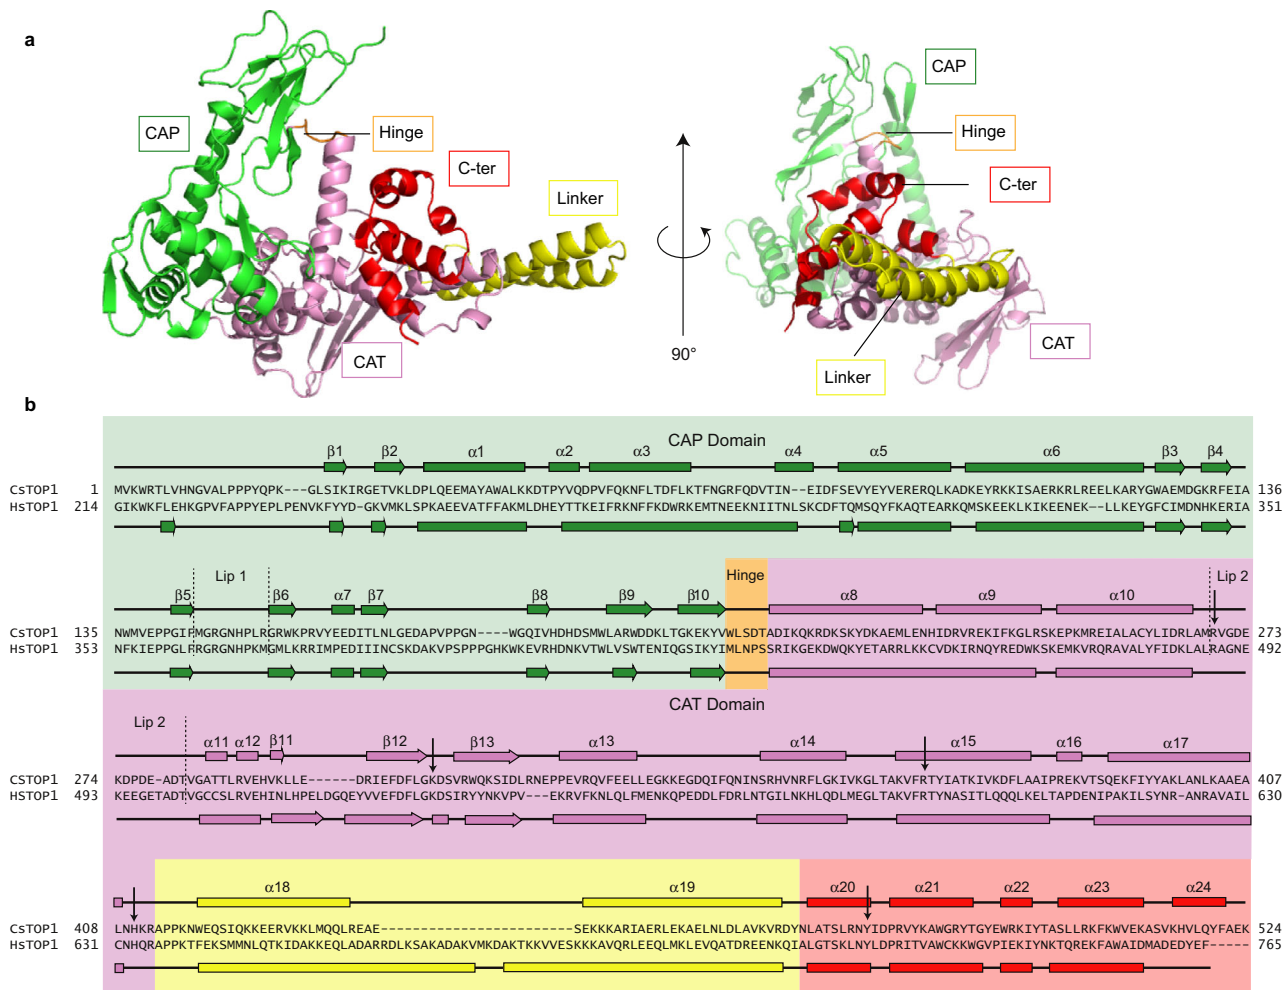 a
CAP
Hinge
C-ter
Linker
CAT
90°
CAP
Hinge
C-ter
Linker
CAT
b
CAP Domain
β1 β2 α1 α2 α3 α4 α5 α6 β3 β4
CsTOP1 1 MVKWRTLVHNGVALPPPYQPK---GLSIKIRGETVKLDPLQEEMAYAWALKKDTPYVQDPVFQKNFLTDFLKTFNGRFQDVTIN--EIDFSEVYEYVERERQLKADKEYRKKISAERKRLREELKARYGWAEMDGKRFEIA 136
HsTOP1 214 GIKWKFLEHKGPVFAPPYEPLPENVKFYYD-GKVMKLSPKAEEVATFFAKMLDHEYTTKEIFRKNFFKDWRKEMTNEEKNIITNLSKCDFTQMSQYFKAQTEARKQMSKEEKLKIKEENEK--LLKEYGFCIMDNHKERIA 351
β5 Lip 1 β6 α7 β7 β8 β9 β10 Hinge α8 α9 α10 Lip 2
CsTOP1 135 NWMVEPPGIFMGRGNHPLRGRWKPRVYEEDITLNLGEDAPVPPGN----WGQIVHDHDSMWLARWDDKLTGKEKYVWLSDTADIKQKRDKSKYDKAEMLENHIDRVREKIFKGLRSKEPKMREIALACYLIDRLAMRVGDE 273
HsTOP1 353 NFKIEPPGLFRGRGNHPKMGMLKRRIMPEDIIINCSKDAKVPSPPPGHKWKEVRHDNKVTWLVSWTENIQGSIKYIMLNPSSRIKGEKDWQKYETARRLKKCVDKIRNQYREDWKSKEMKVRQRAVALYFIDKLALRAGNE 492
CAT Domain
Lip 2 α11 α12 β11 β12 β13 α13 α14 α15 α16 α17
CSTOP1 274 KDPDE-ADTVGATTLRVEHVKLLE------DRIEFDFLGKDSVRWQKSIDLRNEPPEVRQVFEELLEGKKEGDQIFQNINSRHVNRFLGKIVKGLTAKVFRTYIATKIVKDFLAAIPREKVTSQEKFIYYAKLANLKAAEA 407
HSTOP1 493 KEEGETADTVGCCSLRVEHINLHPELDGQEYVVEFDFLGKDSIRYYNKVPV---EKRVFKNLQLFMENKQPEDDLFDRLNTGILNKHLQDLMEGLTAKVFRTYNASITLQQQLKELTAPDENIPAKILSYNR-ANRAVAIL 630
α18 α19 α20 α21 α22 α23 α24
CsTOP1 408 LNHKRAPPKNWEQSIQKKEERVKKLMQQLREAE------------------------SEKKKARIAERLEKAELNLDLAVKVRDYNLATSLRNYIDPRVYKAWGRYTGYEWRKIYTASLLRKFKWVEKASVKHVLQYFAEK 524
HsTOP1 631 CNHQRAPPKTFEKSMMNLQTKIDAKKEQLADARRDLKSAKADAKVMKDAKTKKVVESKKKAVQRLEEQLMKLEVQATDREENKQIALGTSKLNYLDPRITVAWCKKWGVPIEKIYNKTQREKFAWAIDMADEDYEF----- 765